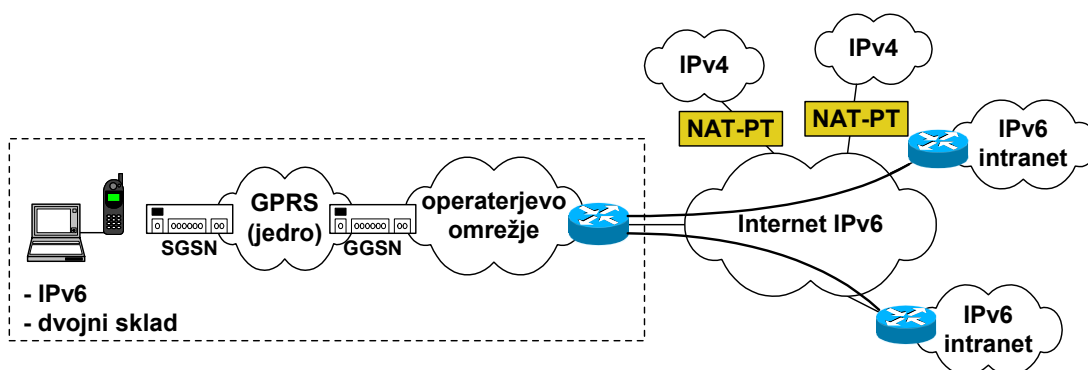 IPv4
IPv4
NAT-PT
NAT-PT
IPv6
intranet
GPRS
(jedro)
operaterjevo
omrežje
Internet IPv6
SGSN
GGSN
- IPv6
- dvojni sklad
IPv6
intranet